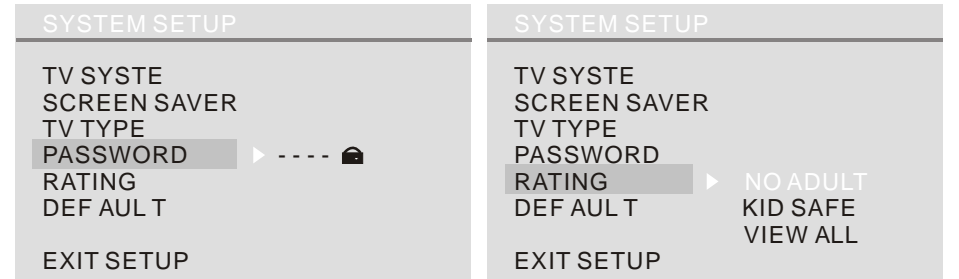 SYSTEM SETUP
TV SYSTE
SCREEN SAVER
TV TYPE
PASSWORD - - - -
RATING
DEF AUL T
EXIT SETUP
SYSTEM SETUP
TV SYSTE
SCREEN SAVER
TV TYPE
PASSWORD
RATING NO ADULT
DEF AUL T KID SAFE
VIEW ALL
EXIT SETUP